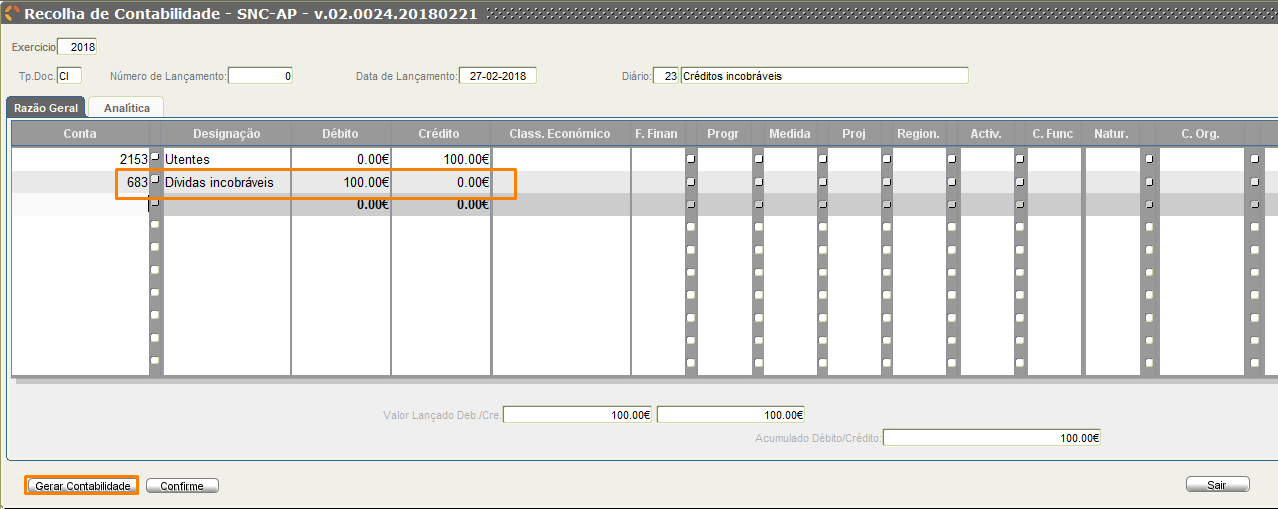 Recolha de Contabilidade - SNC-AP - v.02.0024.20180221
Exercicio 2018
Tp.Doc. CI Número de Lançamento: 0 Data de Lançamento: 27-02-2018 Diário: 23 Créditos incobráveis
Razão Geral Analítica
Conta Designação Débito Crédito Class. Económico F. Finan Progr Medida Proj Region. Activ. C. Func Natur. C. Org.
2153 Utentes 0.00€ 100.00€
683 Dívidas incobráveis 100.00€ 0.00€
0.00€ 0.00€
Valor Lançado Deb./Cre. 100.00€ 100.00€
Acumulado Débito/Crédito: 100.00€
Gerar Contabilidade Confirme Sair